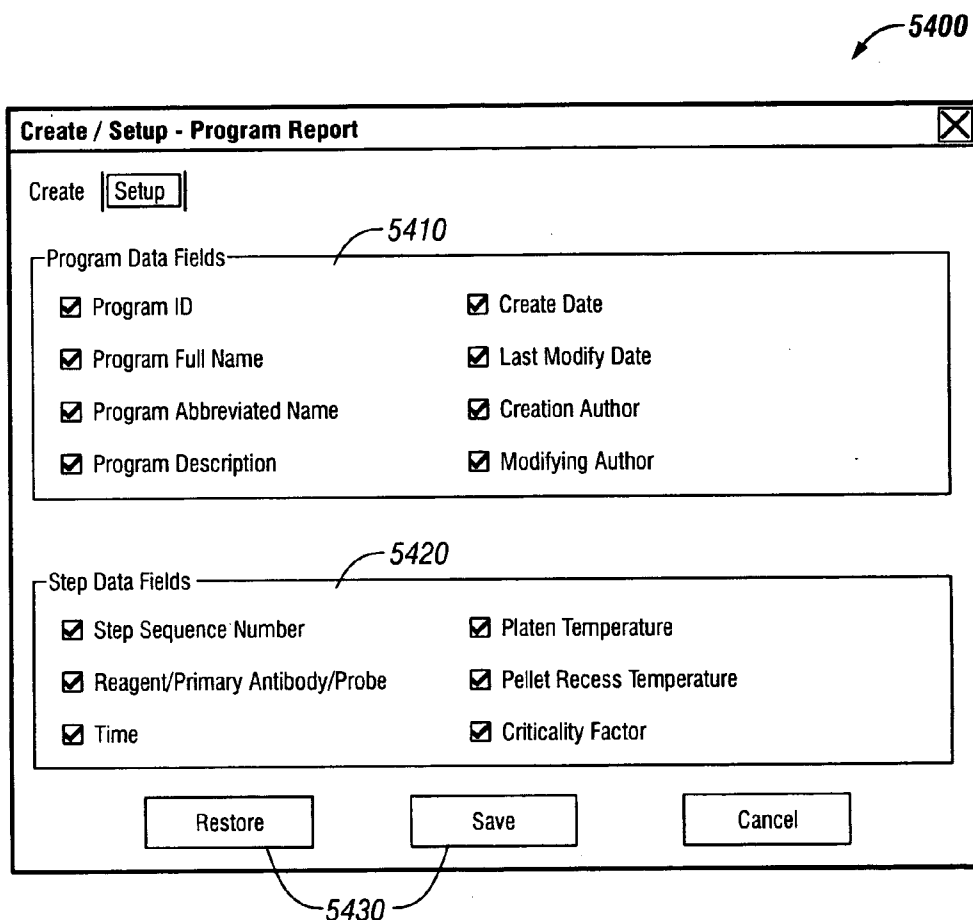 5400
Create / Setup - Program Report
Create Setup
5410
Program Data Fields
Program ID
Create Date
Program Full Name
Last Modify Date
Program Abbreviated Name
Creation Author
Program Description
Modifying Author
5420
Step Data Fields
Step Sequence Number
Platen Temperature
Reagent/Primary Antibody/Probe
Pellet Recess Temperature
Time
Criticality Factor
Restore
Save
Cancel
5430